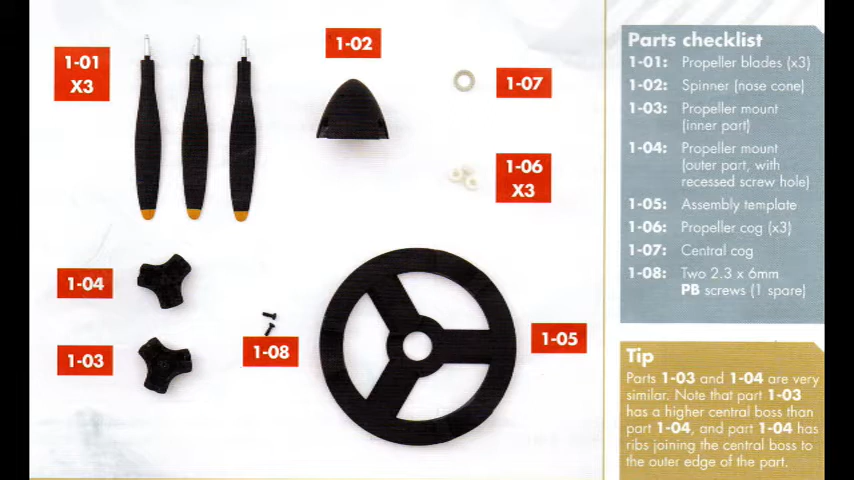 1-01
X3
1-02
1-07
1-06
X3
1-04
1-03
1-08
1-05
Parts checklist
1-01: Propeller blades (x3)
1-02: Spinner (nose cone)
1-03: Propeller mount
(inner part)
1-04: Propeller mount
(outer part, with
recessed screw hole)
1-05: Assembly template
1-06: Propeller cog (x3)
1-07: Central cog
1-08: Two 2.3 x 6mm
PB screws (1 spare)
Tip
Parts 1-03 and 1-04 are very
similar. Note that part 1-03
has a higher central boss than
part 1-04, and part 1-04 has
ribs joining the central boss to
the outer edge of the part.